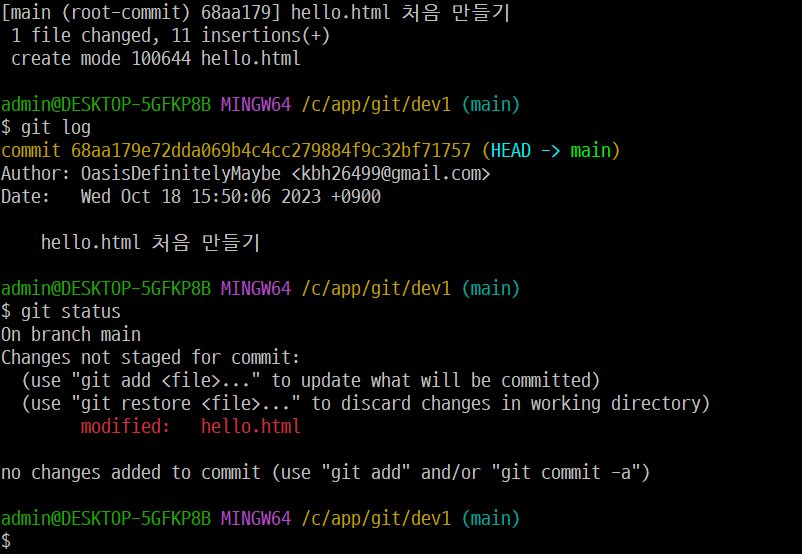 [main (root-commit) 68aa179] hello.html 처음 만들기
 1 file changed, 11 insertions(+)
 create mode 100644 hello.html
admin@DESKTOP-5GFKP8B MINGW64 /c/app/git/dev1 (main)
$ git log
commit 68aa179e72dda069b4c4cc279884f9c32bf71757 (HEAD -> main)
Author: OasisDefinitelyMaybe <kbh26499@gmail.com>
Date:   Wed Oct 18 15:50:06 2023 +0900
    hello.html 처음 만들기
admin@DESKTOP-5GFKP8B MINGW64 /c/app/git/dev1 (main)
$ git status
On branch main
Changes not staged for commit:
  (use "git add <file>..." to update what will be committed)
  (use "git restore <file>..." to discard changes in working directory)
        modified:   hello.html
no changes added to commit (use "git add" and/or "git commit -a")
admin@DESKTOP-5GFKP8B MINGW64 /c/app/git/dev1 (main)
$